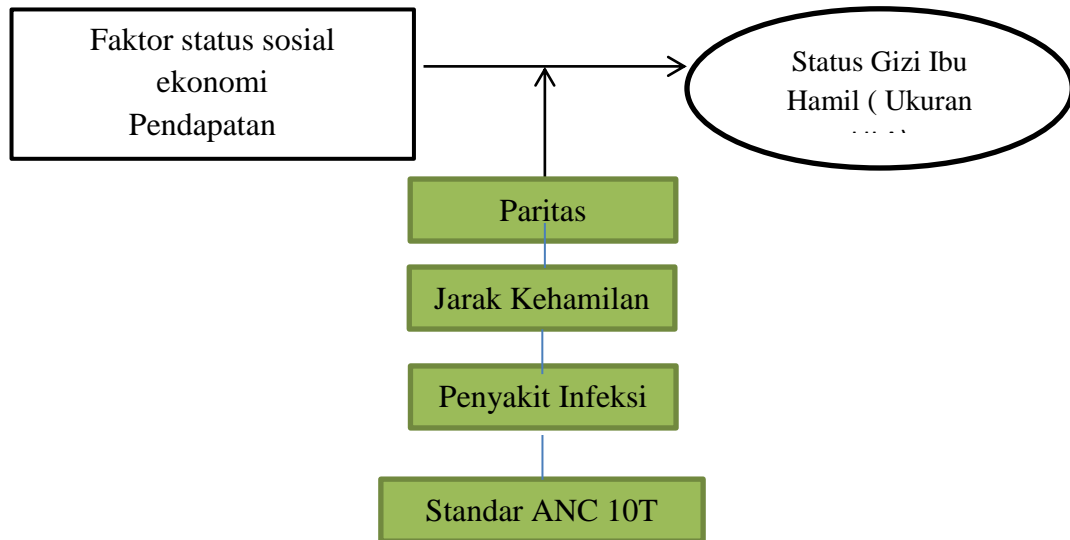 Faktor status sosial
ekonomi
Pendapatan
Status Gizi Ibu
Hamil ( Ukuran
Paritas
Jarak Kehamilan
Penyakit Infeksi
Standar ANC 10T